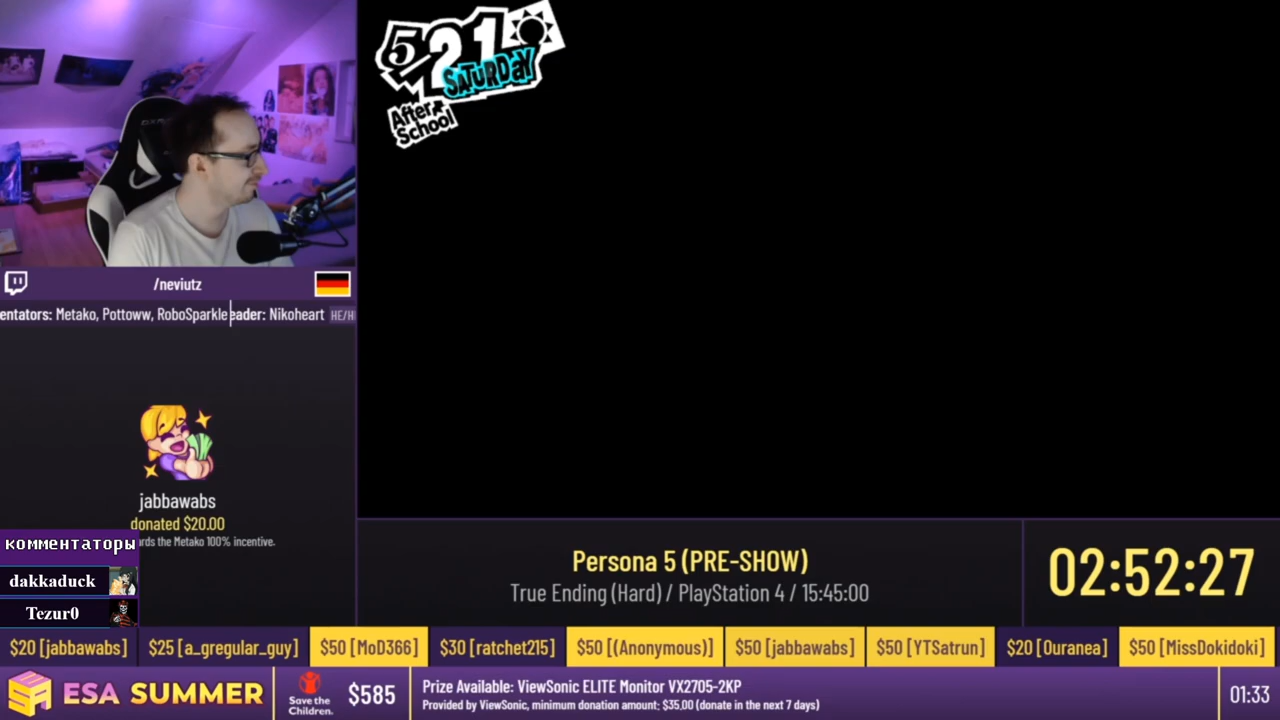 5/21
SATURDAY
After School
/neviutz
entators: Metako, Pottoww, RoboSparkle
eader: Nikoheart HE/H
jabbawabs
donated $20.00
rds the Metako 100% incentive.
комментаторы
dakkaduck
Tezur0
Persona 5 (PRE-SHOW)
True Ending (Hard) / PlayStation 4 / 15:45:00
02:52:27
$20 [jabbawabs] $25 [a_gregular_guy] $50 [MoD366] $30 [ratchet215] $50 [(Anonymous)] $50 [jabbawabs] $50 [YTSatrun] $20 [Ouranea] $50 [MissDokidoki]
ESA SUMMER
Save the Children.
$585
Prize Available: ViewSonic ELITE Monitor VX2705-2KP
Provided by ViewSonic, minimum donation amount: $35.00 (donate in the next 7 days)
01:33